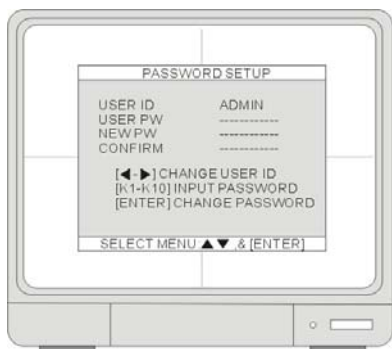 PASSWORD SETUP
USER ID ADMIN
USER PW -----------
NEW PW -----------
CONFIRM -----------
[◀-▶] CHANGE USER ID
[K1-K10] INPUT PASSWORD
[ENTER] CHANGE PASSWORD
SELECT MENU ▲▼,& [ENTER]